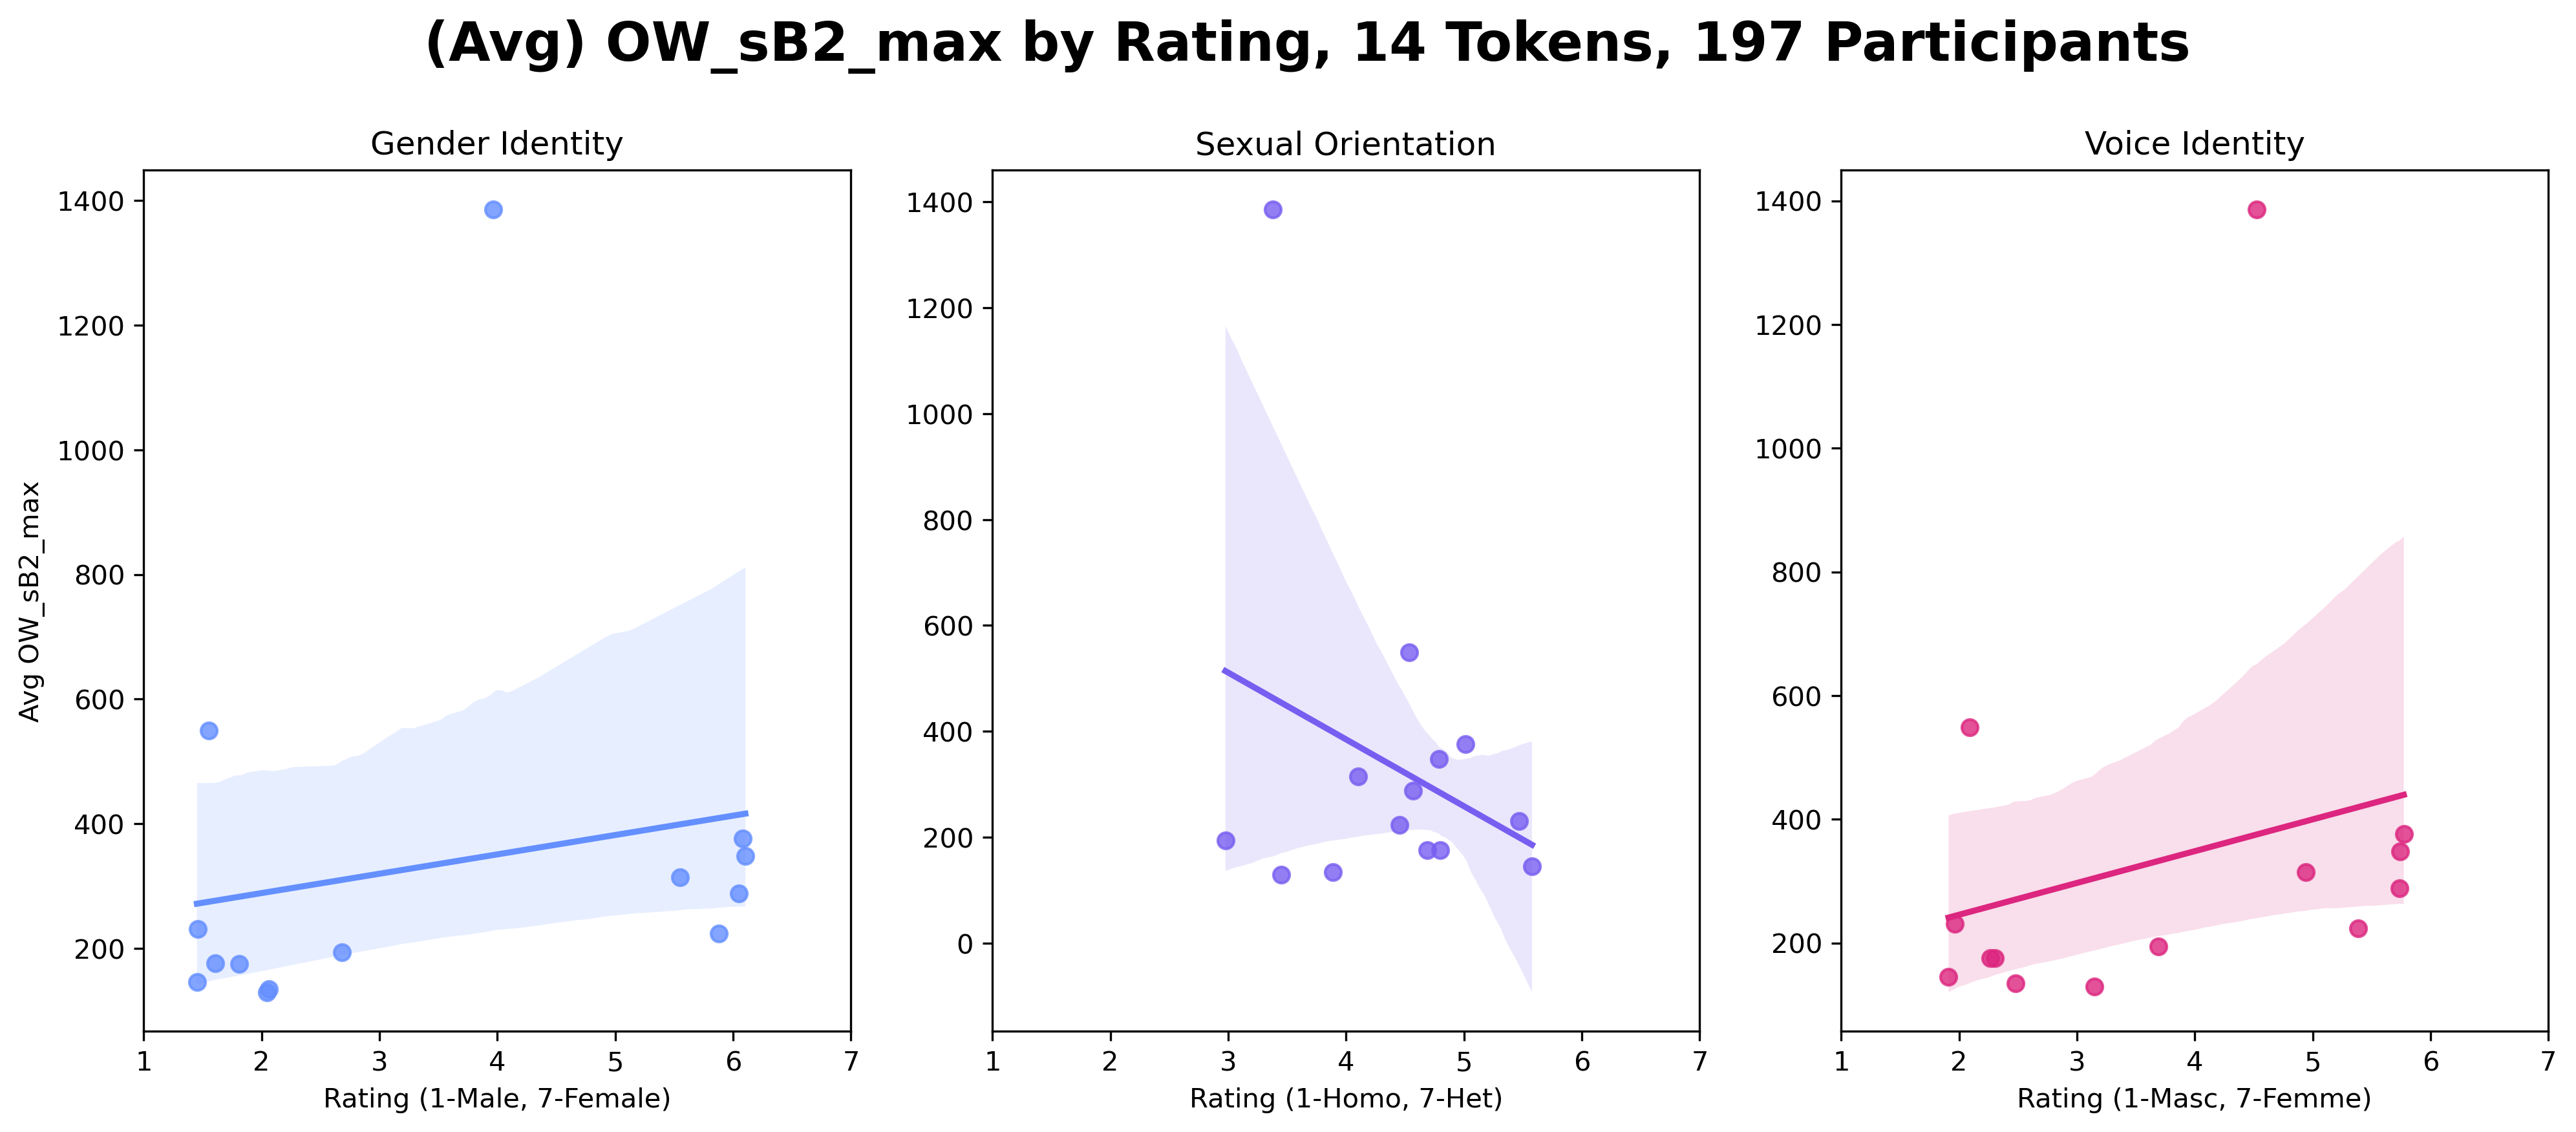 (Avg) OW_sB2_max by Rating, 14 Tokens, 197 Participants
Gender Identity
1400
1200
1000
800
600
400
200
Avg OW_sB2_max
1 2 3 4 5 6 7
Rating (1-Male, 7-Female)
Sexual Orientation
1400
1200
1000
800
600
400
200
0
1 2 3 4 5 6 7
Rating (1-Homo, 7-Het)
Voice Identity
1400
1200
1000
800
600
400
200
1 2 3 4 5 6 7
Rating (1-Masc, 7-Femme)